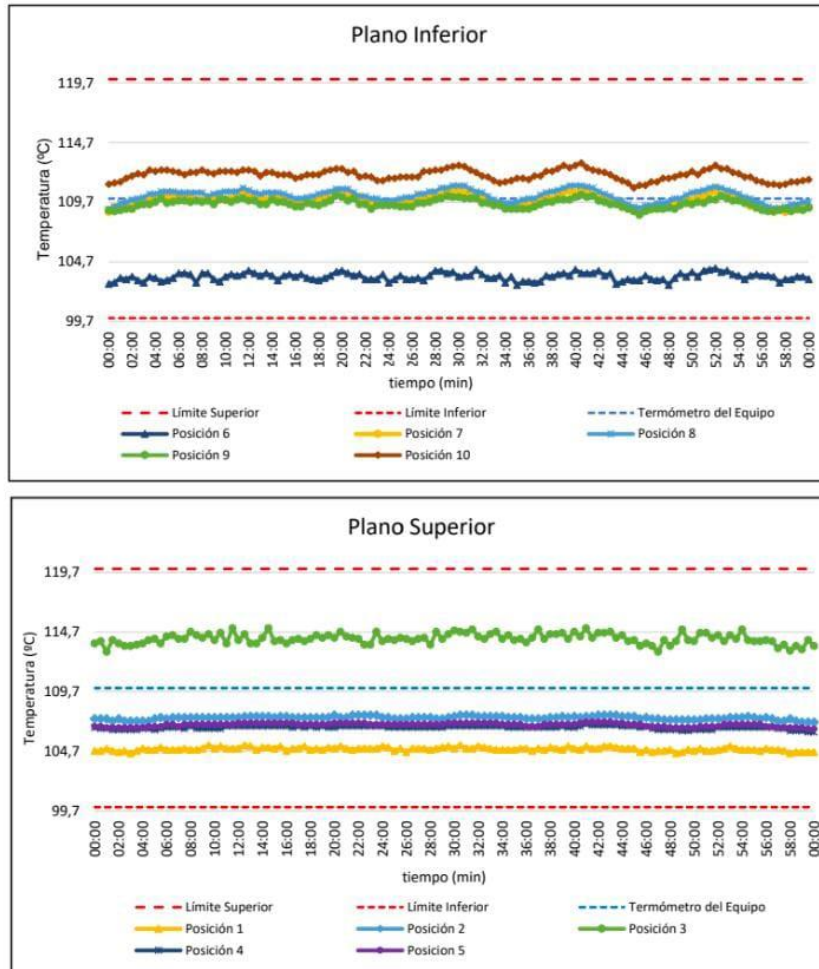 Plano Inferior
119,7
114,7
109,7
104,7
99,7
Temperatura (ºC)
00:00 02:00 04:00 06:00 08:00 10:00 12:00 14:00 16:00 18:00 20:00 22:00 24:00 26:00 28:00 30:00 32:00 34:00 36:00 38:00 40:00 42:00 44:00 46:00 48:00 50:00 52:00 54:00 56:00 58:00 00:00
tiempo (min)
Límite Superior Límite Inferior Termómetro del Equipo
Posición 6 Posición 7 Posición 8
Posición 9 Posición 10
Plano Superior
119,7
114,7
109,7
104,7
99,7
Temperatura (ºC)
00:00 02:00 04:00 06:00 08:00 10:00 12:00 14:00 16:00 18:00 20:00 22:00 24:00 26:00 28:00 30:00 32:00 34:00 36:00 38:00 40:00 42:00 44:00 46:00 48:00 50:00 52:00 54:00 56:00 58:00 00:00
tiempo (min)
Límite Superior Límite Inferior Termómetro del Equipo
Posición 1 Posición 2 Posición 3
Posición 4 Posicion 5